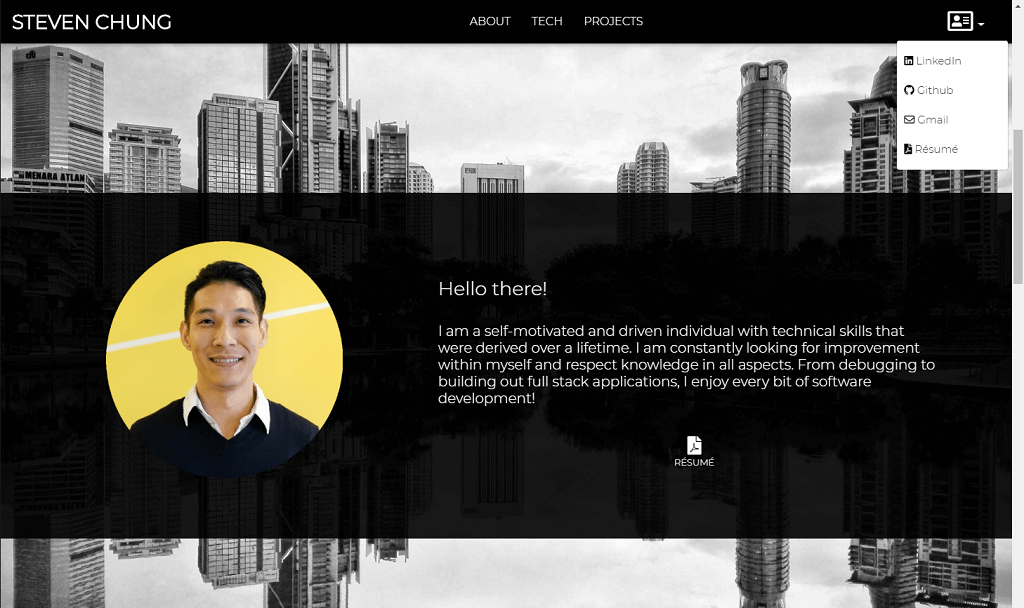 STEVEN CHUNG
ABOUT TECH PROJECTS
LinkedIn
Github
Gmail
Résumé
MENARA ATLAN
Hello there!
I am a self-motivated and driven individual with technical skills that
were derived over a lifetime. I am constantly looking for improvement
within myself and respect knowledge in all aspects. From debugging to
building out full stack applications, I enjoy every bit of software
development!
RÉSUMÉ